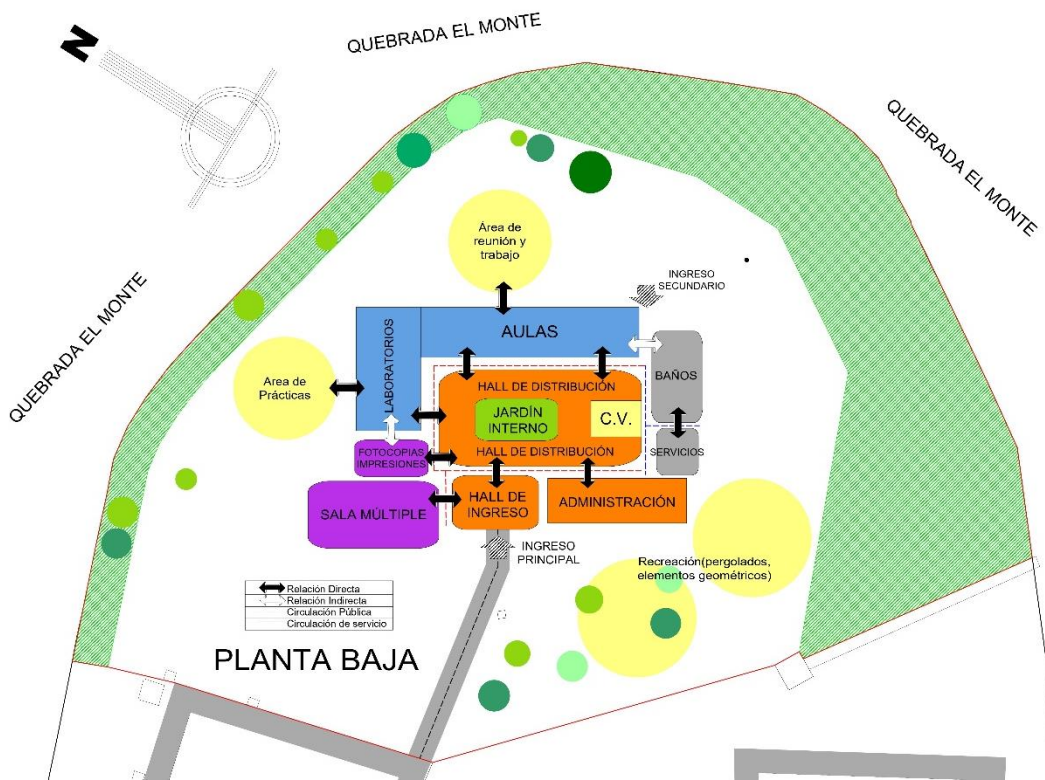 N
QUEBRADA EL MONTE
QUEBRADA EL MONTE
QUEBRADA EL MONTE
Área de
reunión y
trabajo
INGRESO
SECUNDARIO
LABORATORIOS
AULAS
BAÑOS
Area de
Prácticas
HALL DE DISTRIBUCIÓN
JARDÍN
INTERNO
C.V.
HALL DE DISTRIBUCIÓN
SERVICIOS
FOTOCOPIAS
IMPRESIONES
SALA MÚLTIPLE
HALL DE
INGRESO
ADMINISTRACIÓN
INGRESO
PRINCIPAL
Recreación(pergolados,
elementos geométricos)
Relación Directa
Relación Indirecta
Circulación Pública
Circulación de servicio
PLANTA BAJA